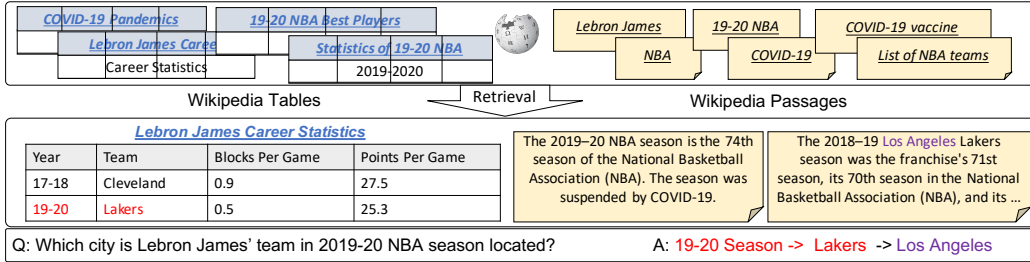 COVID-19 Pandemics
19-20 NBA Best Players
Lebron James Caree
Career Statistics
Statistics of 19-20 NBA
2019-2020
Lebron James
19-20 NBA
COVID-19 vaccine
NBA
COVID-19
List of NBA teams
Wikipedia Tables
Retrieval
Wikipedia Passages
Lebron James Career Statistics
Year Team Blocks Per Game Points Per Game
17-18 Cleveland 0.9 27.5
19-20 Lakers 0.5 25.3
The 2019–20 NBA season is the 74th
season of the National Basketball
Association (NBA). The season was
suspended by COVID-19.
The 2018–19 Los Angeles Lakers
season was the franchise's 71st
season, its 70th season in the National
Basketball Association (NBA), and its ...
Q: Which city is Lebron James’ team in 2019-20 NBA season located?
A: 19-20 Season -> Lakers -> Los Angeles